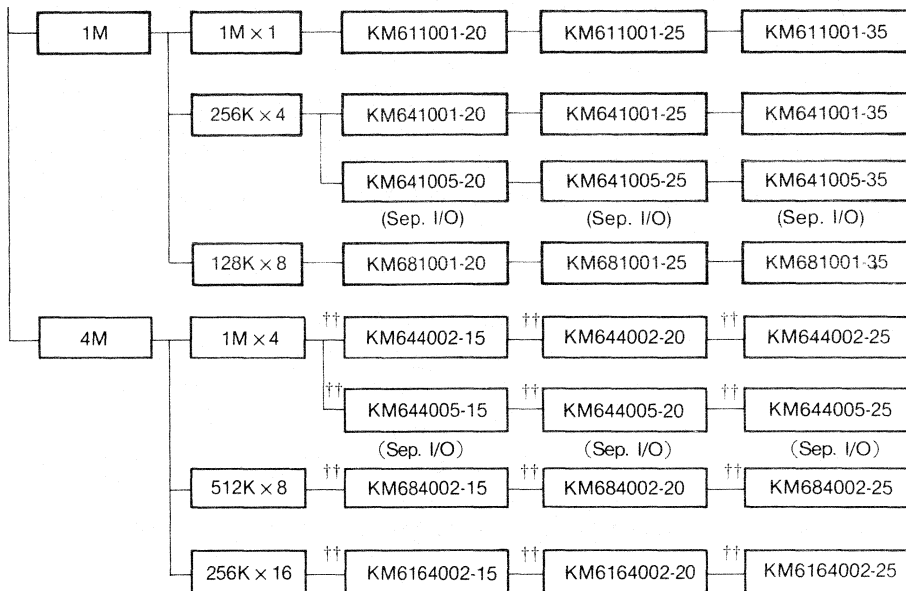 1M 1M × 1 KM611001-20 KM611001-25 KM611001-35
256K × 4 KM641001-20 KM641001-25 KM641001-35
KM641005-20 KM641005-25 KM641005-35
(Sep. I/O) (Sep. I/O) (Sep. I/O)
128K × 8 KM681001-20 KM681001-25 KM681001-35
4M 1M × 4 †† KM644002-15 †† KM644002-20 †† KM644002-25
†† KM644005-15 †† KM644005-20 †† KM644005-25
(Sep. I/O) (Sep. I/O) (Sep. I/O)
512K × 8 †† KM684002-15 †† KM684002-20 †† KM684002-25
256K × 16 †† KM6164002-15 †† KM6164002-20 †† KM6164002-25